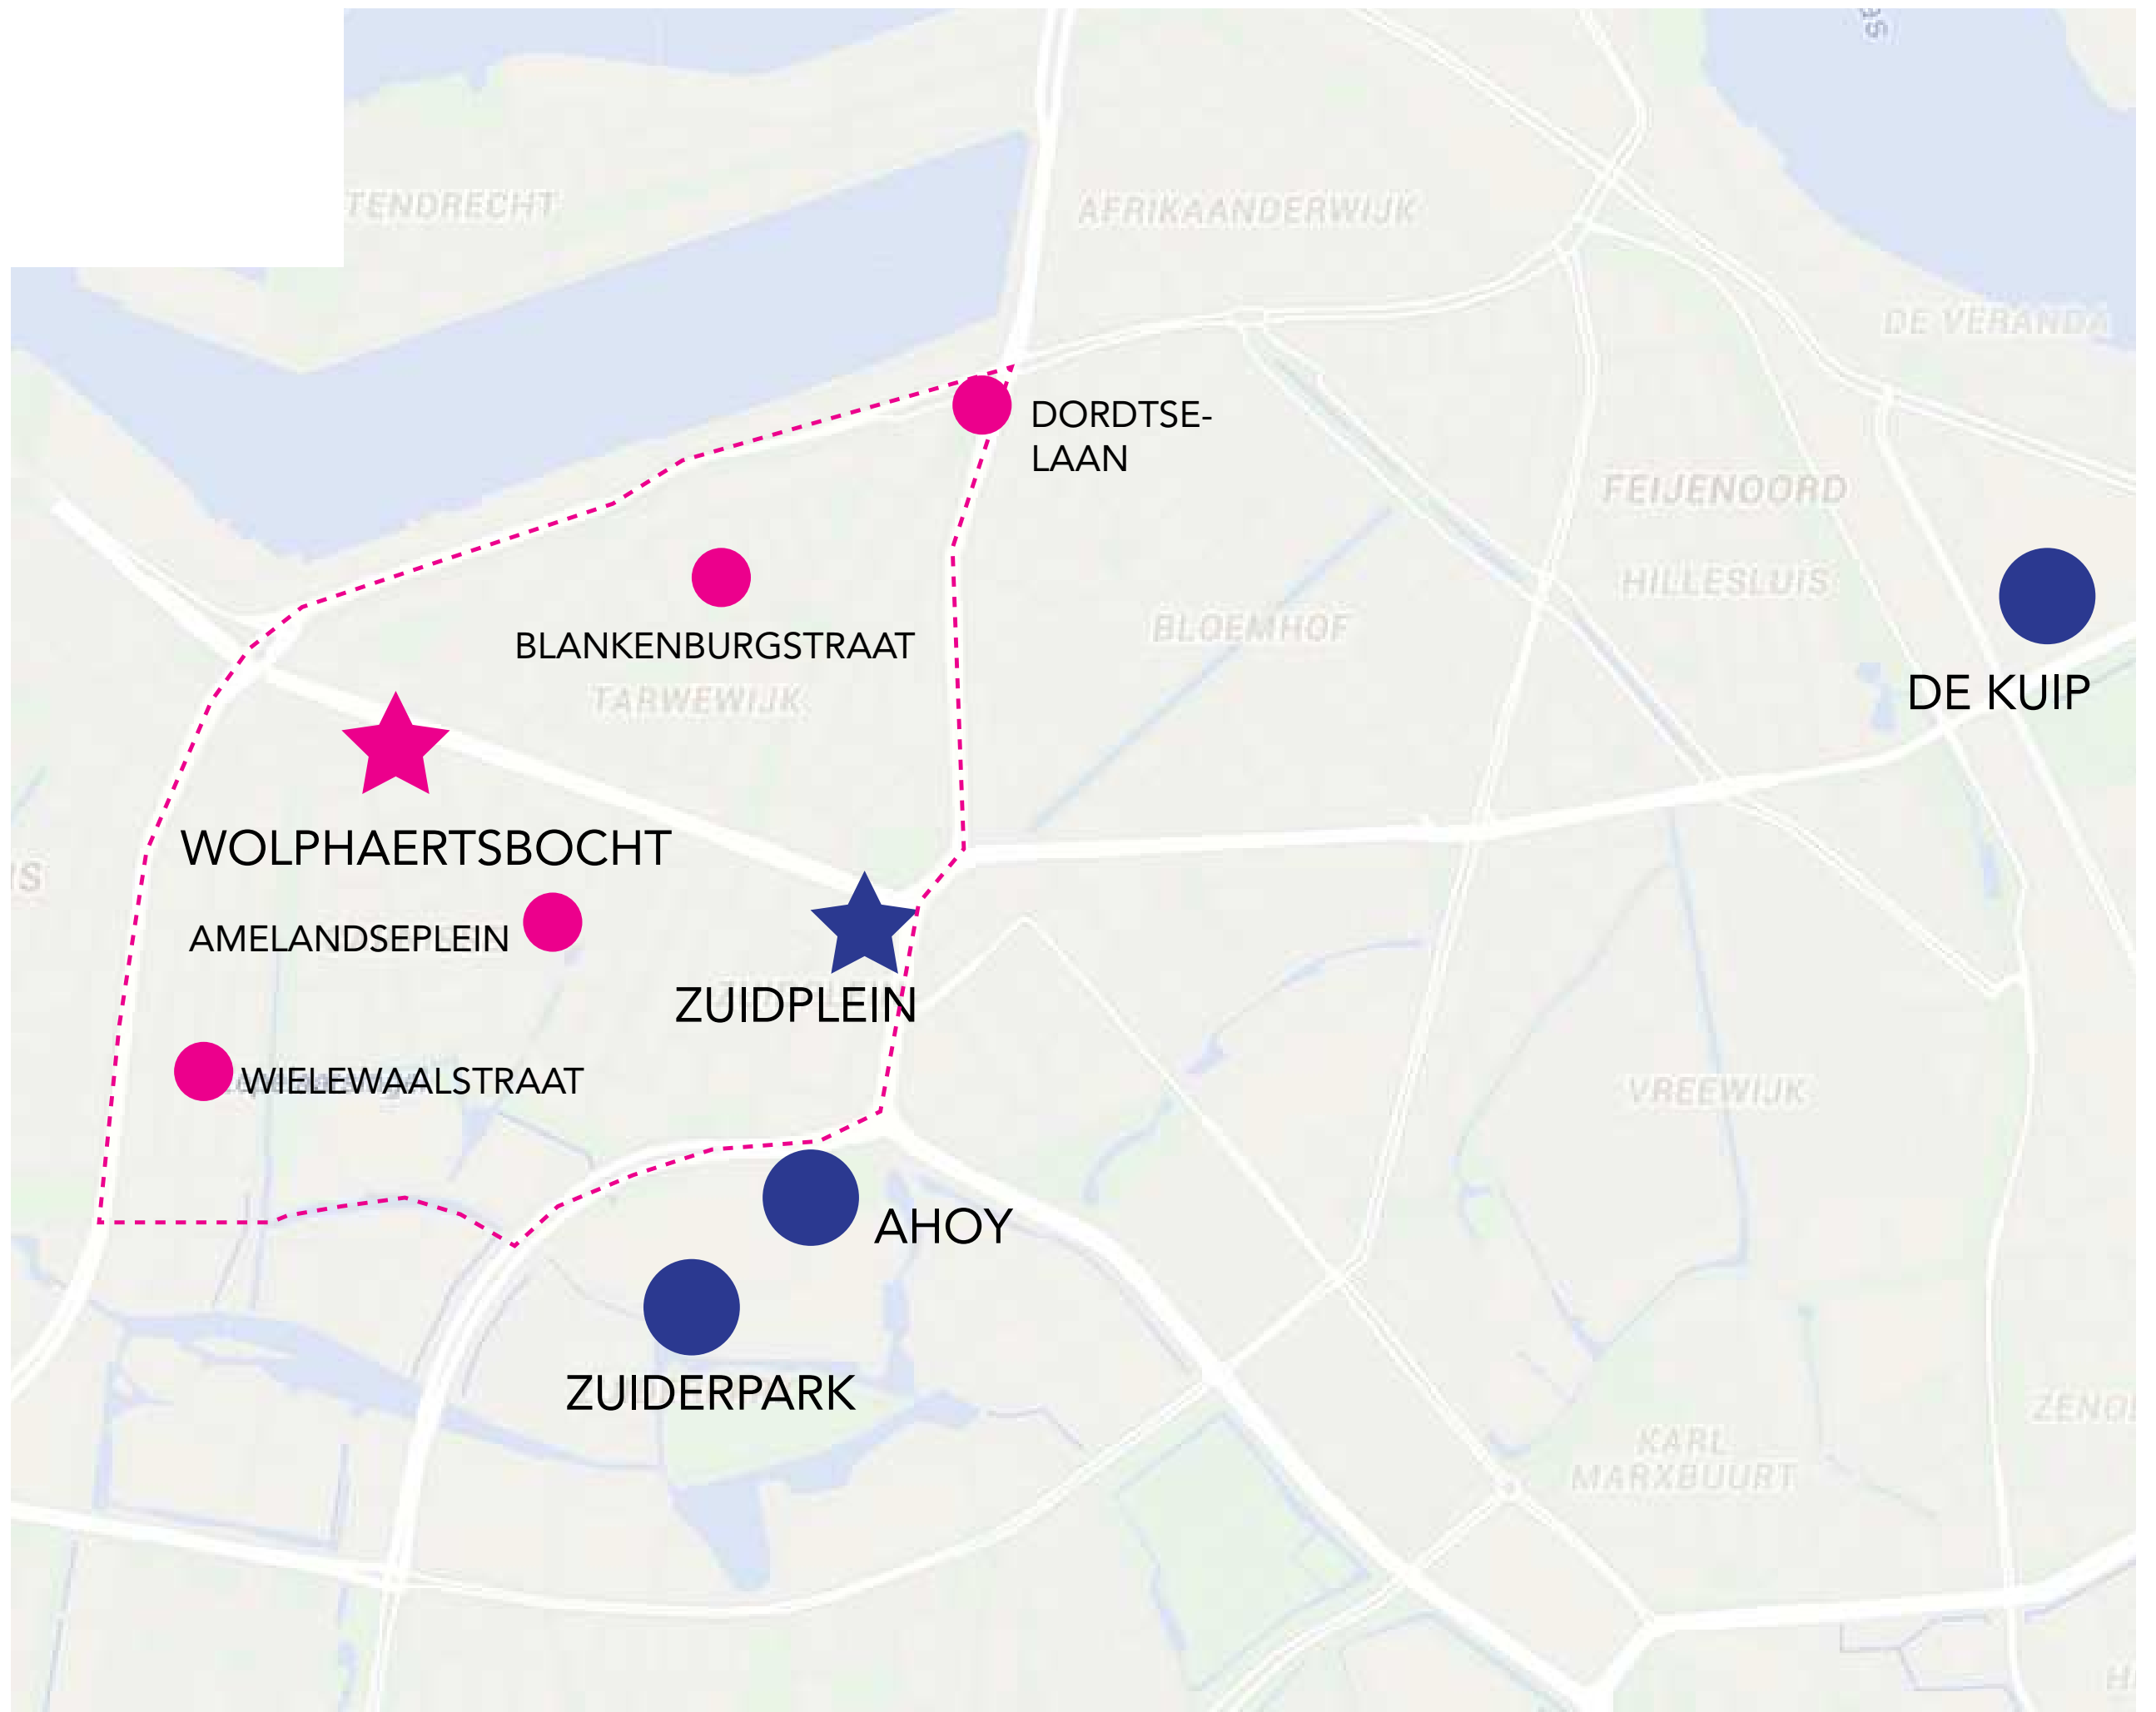 TENDRECHT
AFRIKAANDERWIJK
DE VERANDA
DORDTSE-
LAAN
FEIJENOORD
HILLESLUIS
BLOEMHOF
BLANKENBURGSTRAAT
TARWEWIJK
DE KUIP
WOLPHAERTSBOCHT
AMELANDSEPLEIN
ZUIDPLEIN
WIELEWAALSTRAAT
VREEWIJK
AHOY
ZUIDERPARK
KARL
MARXBUURT